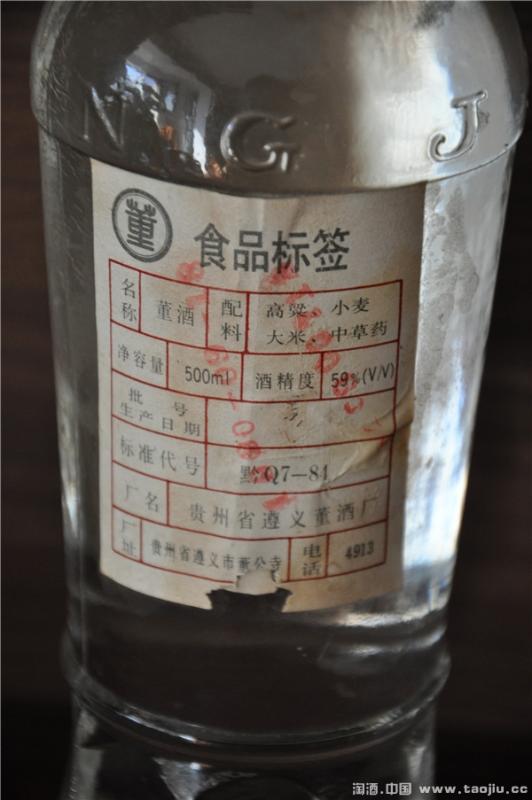 N G J
董
食品标签
名称 董酒 配料 高粱、小麦 大米、中草药
净容量 500ml 酒精度 59%(V/V)
批号 生产日期
标准代号 黔Q7—84
厂名 贵州省遵义董酒厂
厂址 贵州省遵义市董公寺 电话 4913
淘酒.中国 www.taojiu.cc